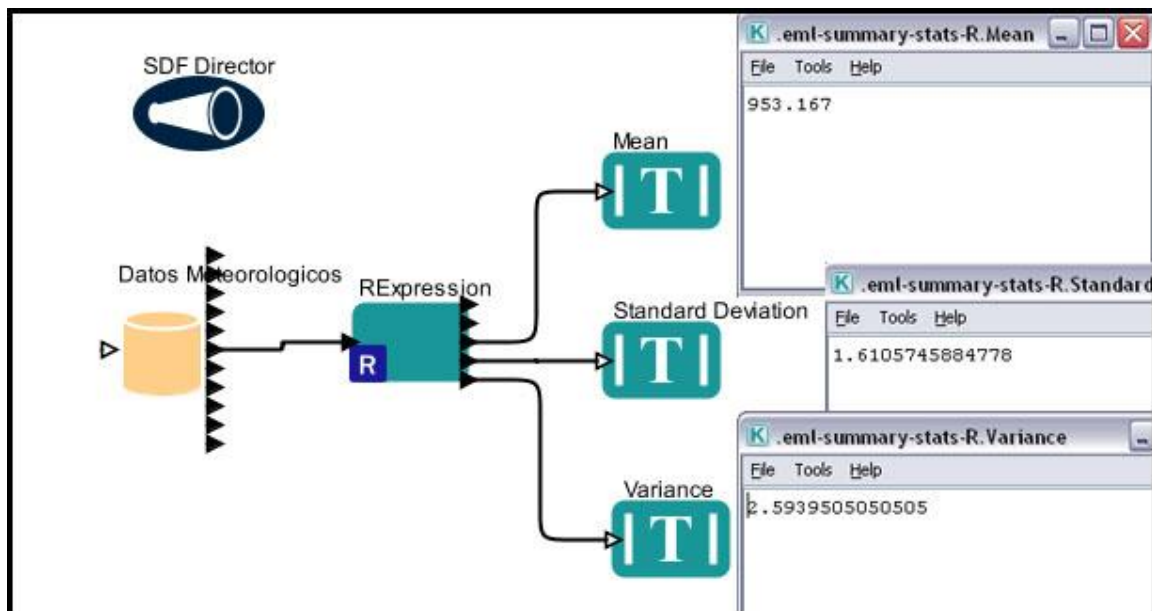 SDF Director
Datos Meteorologicos
RExpression
R
Mean
T
Standard Deviation
T
Variance
T
K .eml-summary-stats-R.Mean
File Tools Help
953.167
K .eml-summary-stats-R.Standard
File Tools Help
1.6105745884778
K .eml-summary-stats-R.Variance
File Tools Help
2.5939505050505